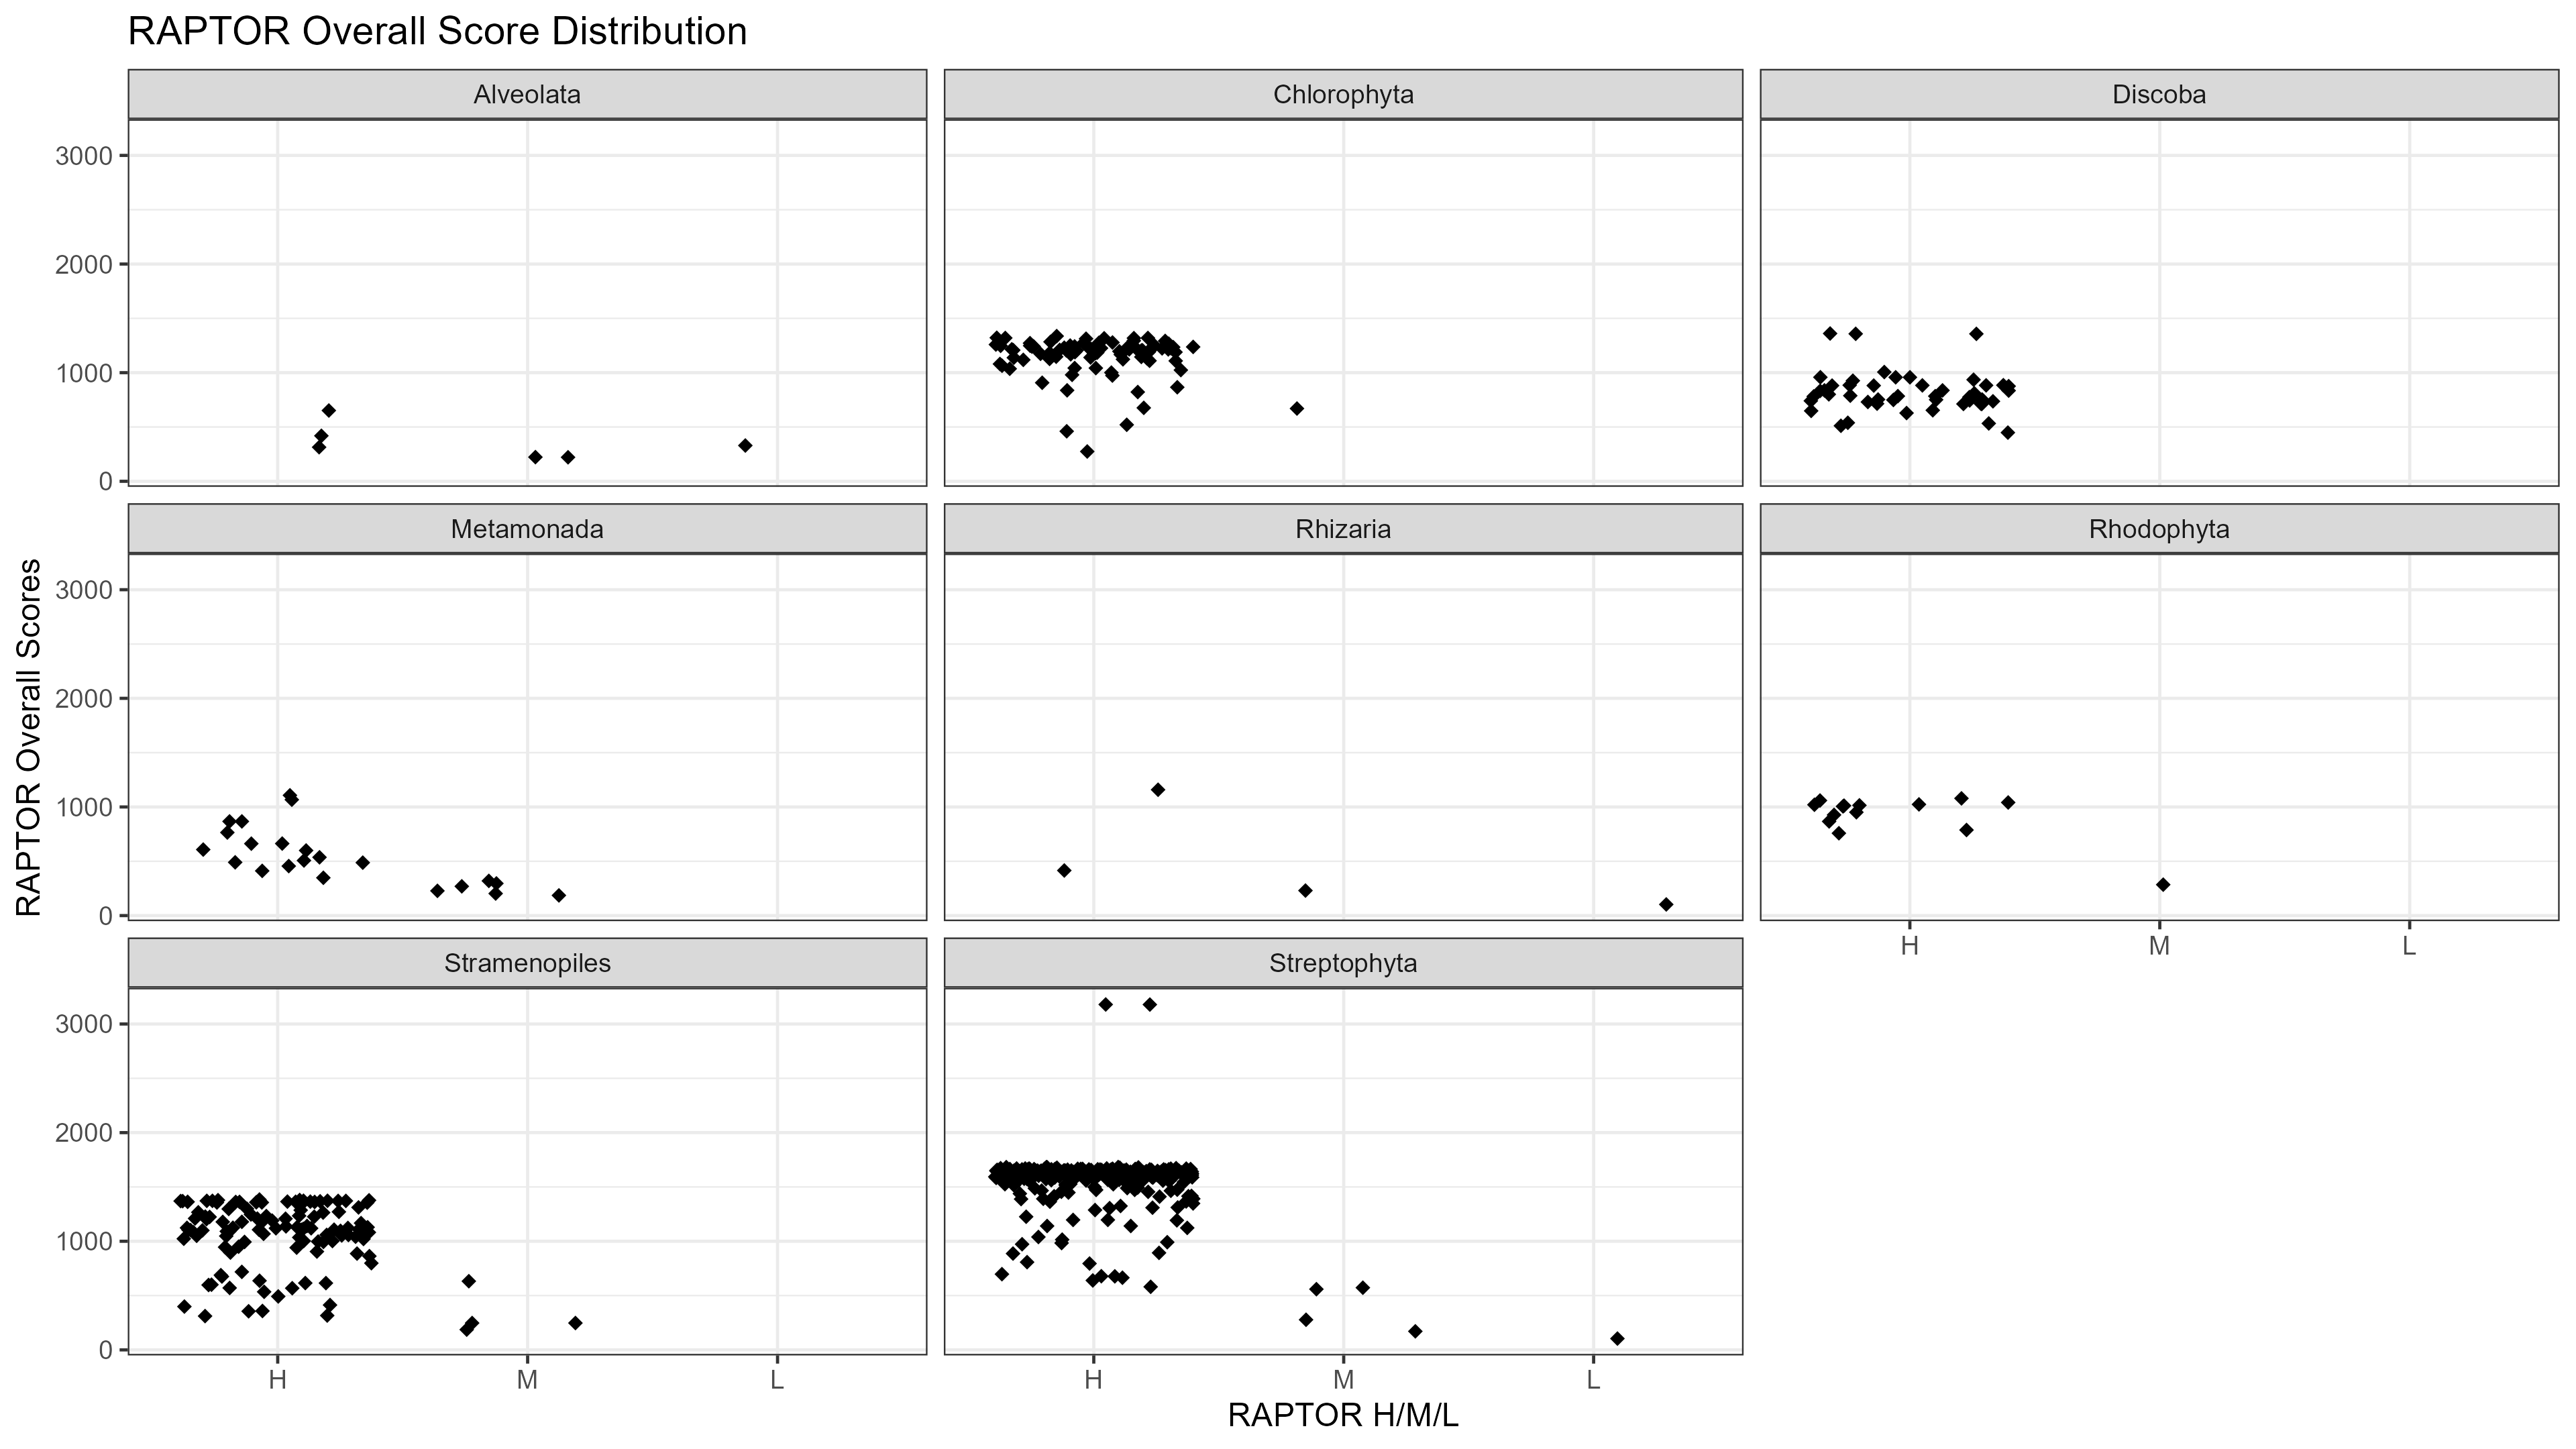 RAPTOR Overall Score Distribution
Alveolata
Chlorophyta
Discoba
3000
2000
1000
0
Metamonada
Rhizaria
Rhodophyta
3000
2000
1000
0
H M L
Stramenopiles
Streptophyta
3000
2000
1000
0
H M L
H M L
RAPTOR H/M/L
RAPTOR Overall Scores